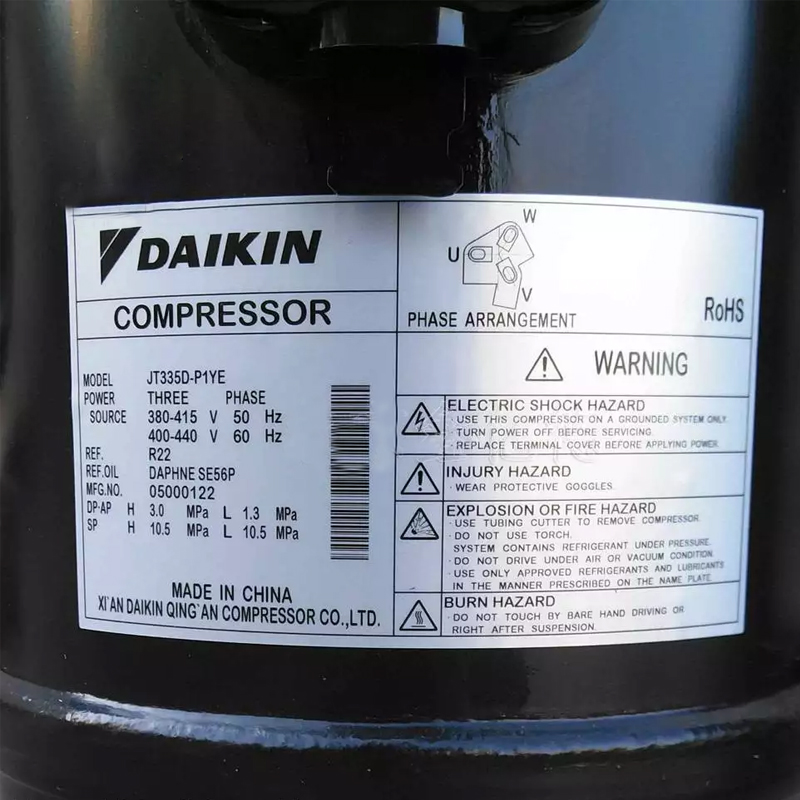 DAIKIN
COMPRESSOR
MODEL JT335D-P1YE
POWER THREE PHASE
SOURCE 380-415 V 50 Hz
400-440 V 60 Hz
REF. R22
REF.OIL DAPHNE SE56P
MFG.NO. 05000122
DP-AP H 3.0 MPa L 1.3 MPa
SP H 10.5 MPa L 10.5 MPa
MADE IN CHINA
XI`AN DAIKIN QING`AN COMPRESSOR CO.,LTD.
W
U
V
PHASE ARRANGEMENT
RoHS
WARNING
ELECTRIC SHOCK HAZARD
· USE THIS COMPRESSOR ON A GROUNDED SYSTEM ONLY.
· TURN POWER OFF BEFORE SERVICING.
· REPLACE TERMINAL COVER BEFORE APPLYING POWER.
INJURY HAZARD
· WEAR PROTECTIVE GOGGLES.
EXPLOSION OR FIRE HAZARD
· USE TUBING CUTTER TO REMOVE COMPRESSOR.
· DO NOT USE TORCH.
SYSTEM CONTAINS REFRIGERANT UNDER PRESSURE.
· DO NOT DRIVE UNDER AIR OR VACUUM CONDITION.
· USE ONLY APPROVED REFRIGERANTS AND LUBRICANTS
IN THE MANNER PRESCRIBED ON THE NAME PLATE.
BURN HAZARD
· DO NOT TOUCH BY BARE HAND DRIVING OR
RIGHT AFTER SUSPENSION.